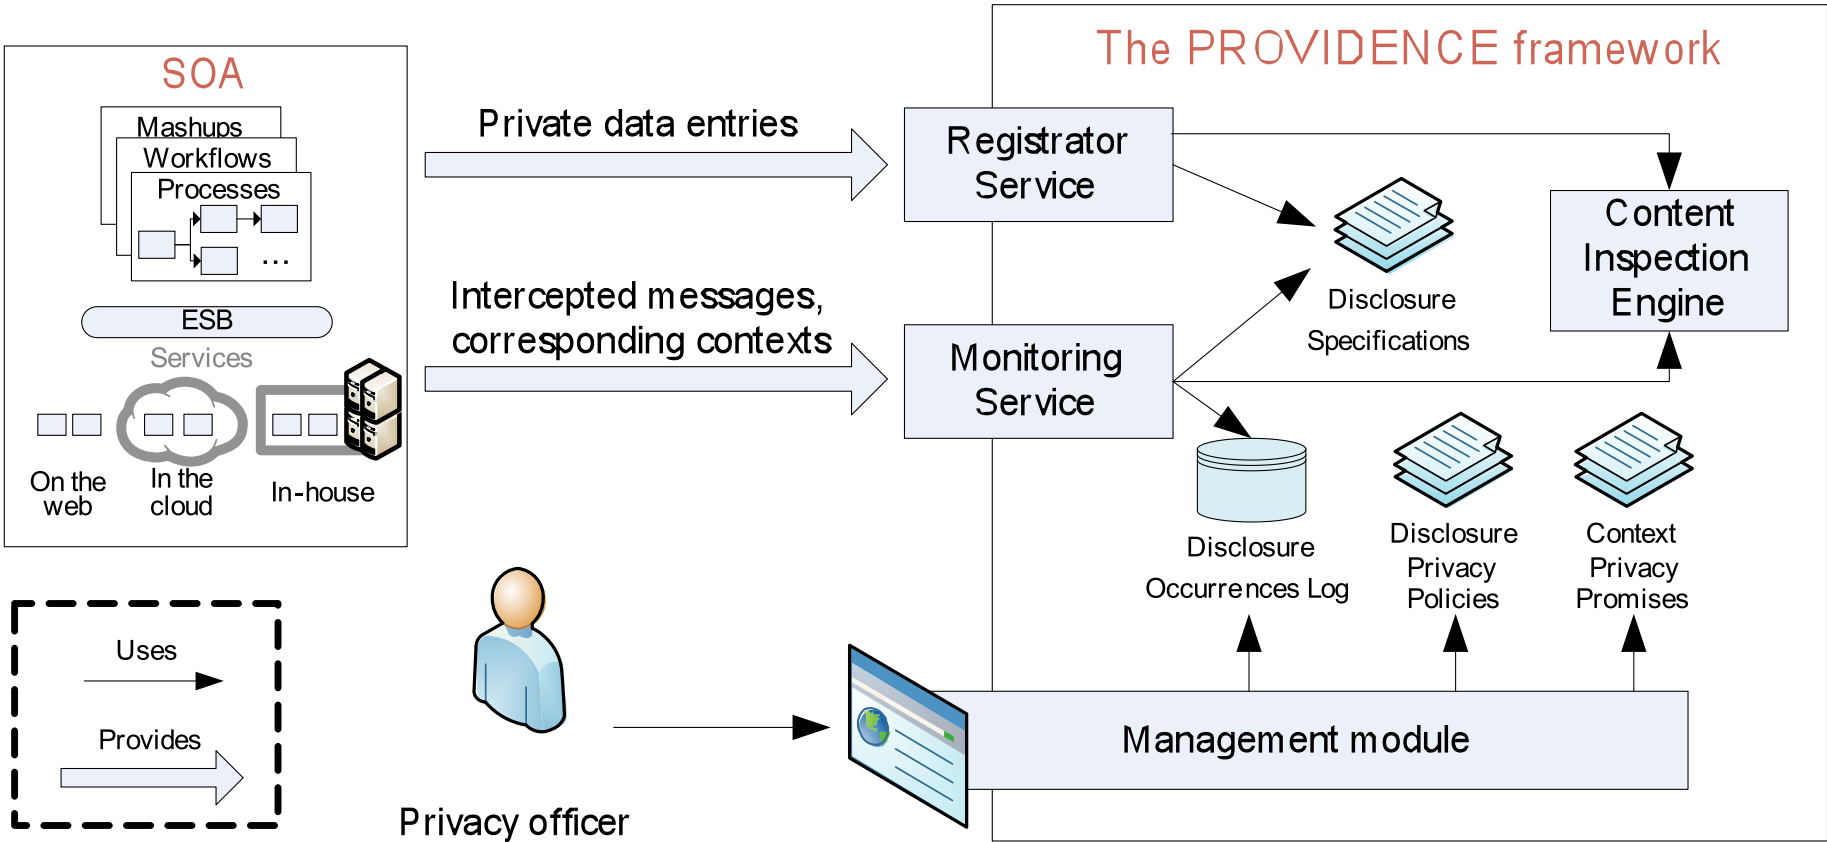 The PROVIDENCE framework
SOA
Mashups
Workflows
Processes
...
ESB
Services
On the
web
In the
cloud
In-house
Private data entries
Intercepted messages,
corresponding contexts
Registrator
Service
Monitoring
Service
Content
Inspection
Engine
Disclosure
Specifications
Disclosure
Occurrences Log
Disclosure
Privacy
Policies
Context
Privacy
Promises
Uses
Provides
Privacy officer
Management module